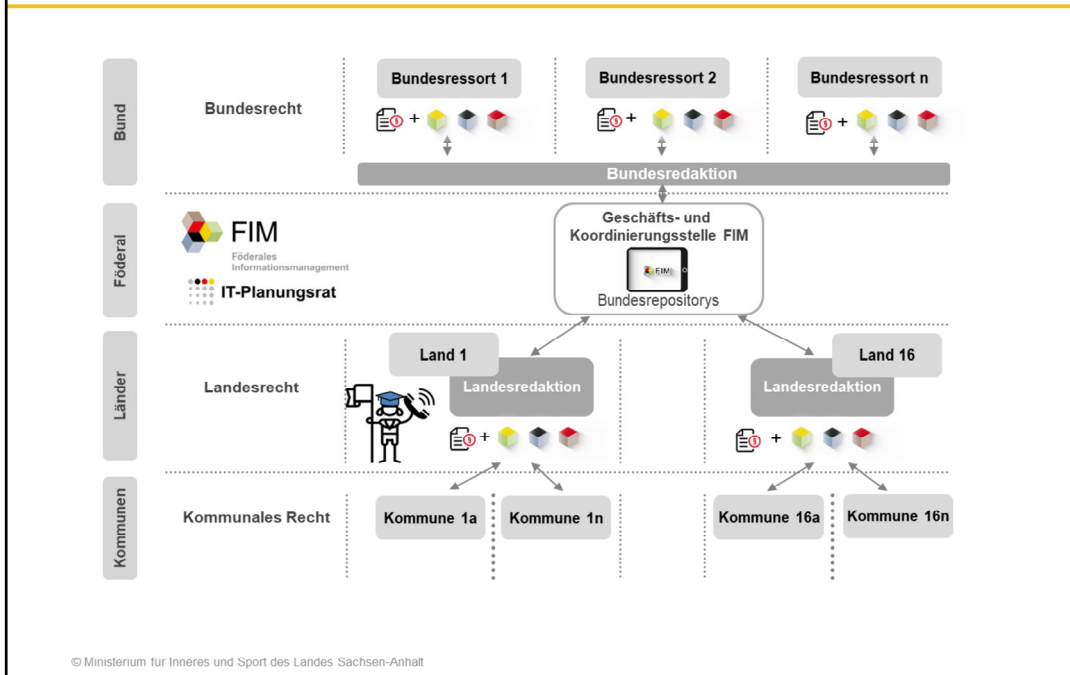 Bund
Bundesrecht
Bundesressort 1
Bundesressort 2
Bundesressort n
+
+
+
Bundesredaktion
Föderal
FIM
Föderales
Informationsmanagement
IT-Planungsrat
Geschäfts- und
Koordinierungsstelle FIM
FIM
Bundesrepositorys
Länder
Landesrecht
Land 1
Landesredaktion
+
Land 16
Landesredaktion
+
Kommunen
Kommunales Recht
Kommune 1a
Kommune 1n
Kommune 16a
Kommune 16n
© Ministerium für Inneres und Sport des Landes Sachsen-Anhalt